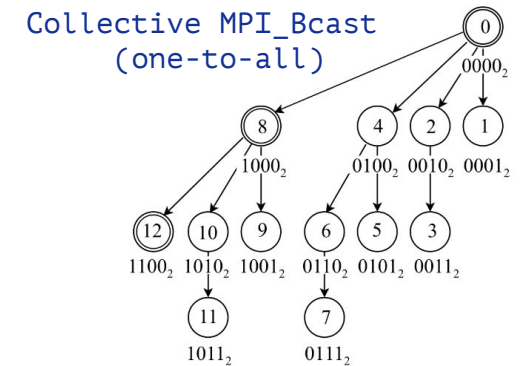 Collective MPI_Bcast
(one-to-all)
0
0000₂
8 4 2 1
1000₂ 0100₂ 0010₂ 0001₂
12 10 9 6 5 3
1100₂ 1010₂ 1001₂ 0110₂ 0101₂ 0011₂
11 7
1011₂ 0111₂